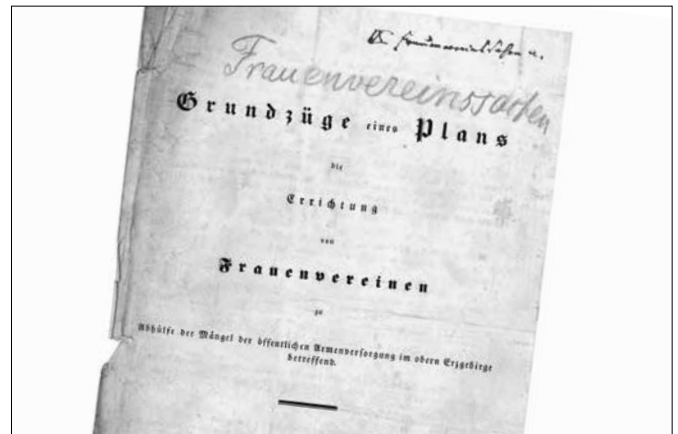 Frauenvereinssachen
Grundzüge eines Plans
die
Errichtung
von
Frauenvereinen
zu
Abhülfe der Mängel der öffentlichen Armenversorgung im obern Erzgebirge
betreffend.